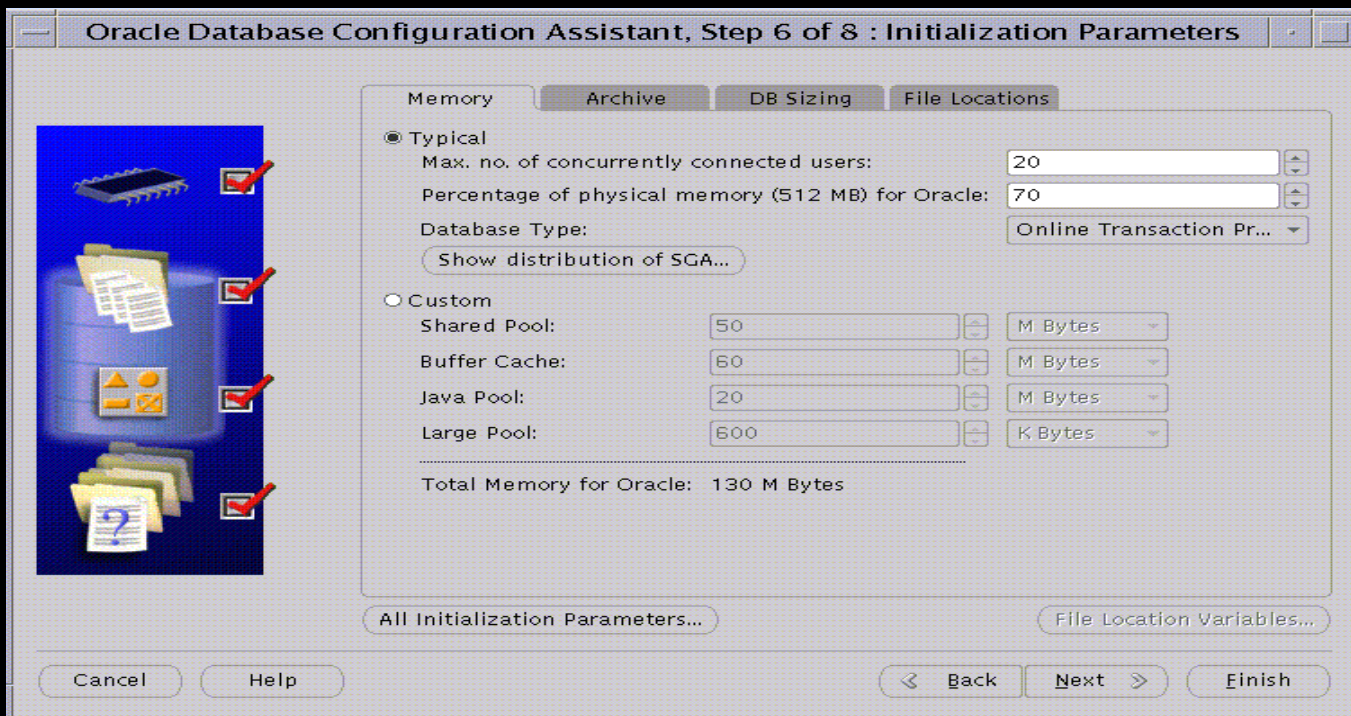 Oracle Database Configuration Assistant, Step 6 of 8 : Initialization Parameters
Memory Archive DB Sizing File Locations
Typical
Max. no. of concurrently connected users: 20
Percentage of physical memory (512 MB) for Oracle: 70
Database Type: Online Transaction Pr...
Show distribution of SGA...
Custom
Shared Pool: 50 M Bytes
Buffer Cache: 60 M Bytes
Java Pool: 20 M Bytes
Large Pool: 600 K Bytes
Total Memory for Oracle: 130 M Bytes
?
All Initialization Parameters... File Location Variables...
Cancel Help Back Next Finish